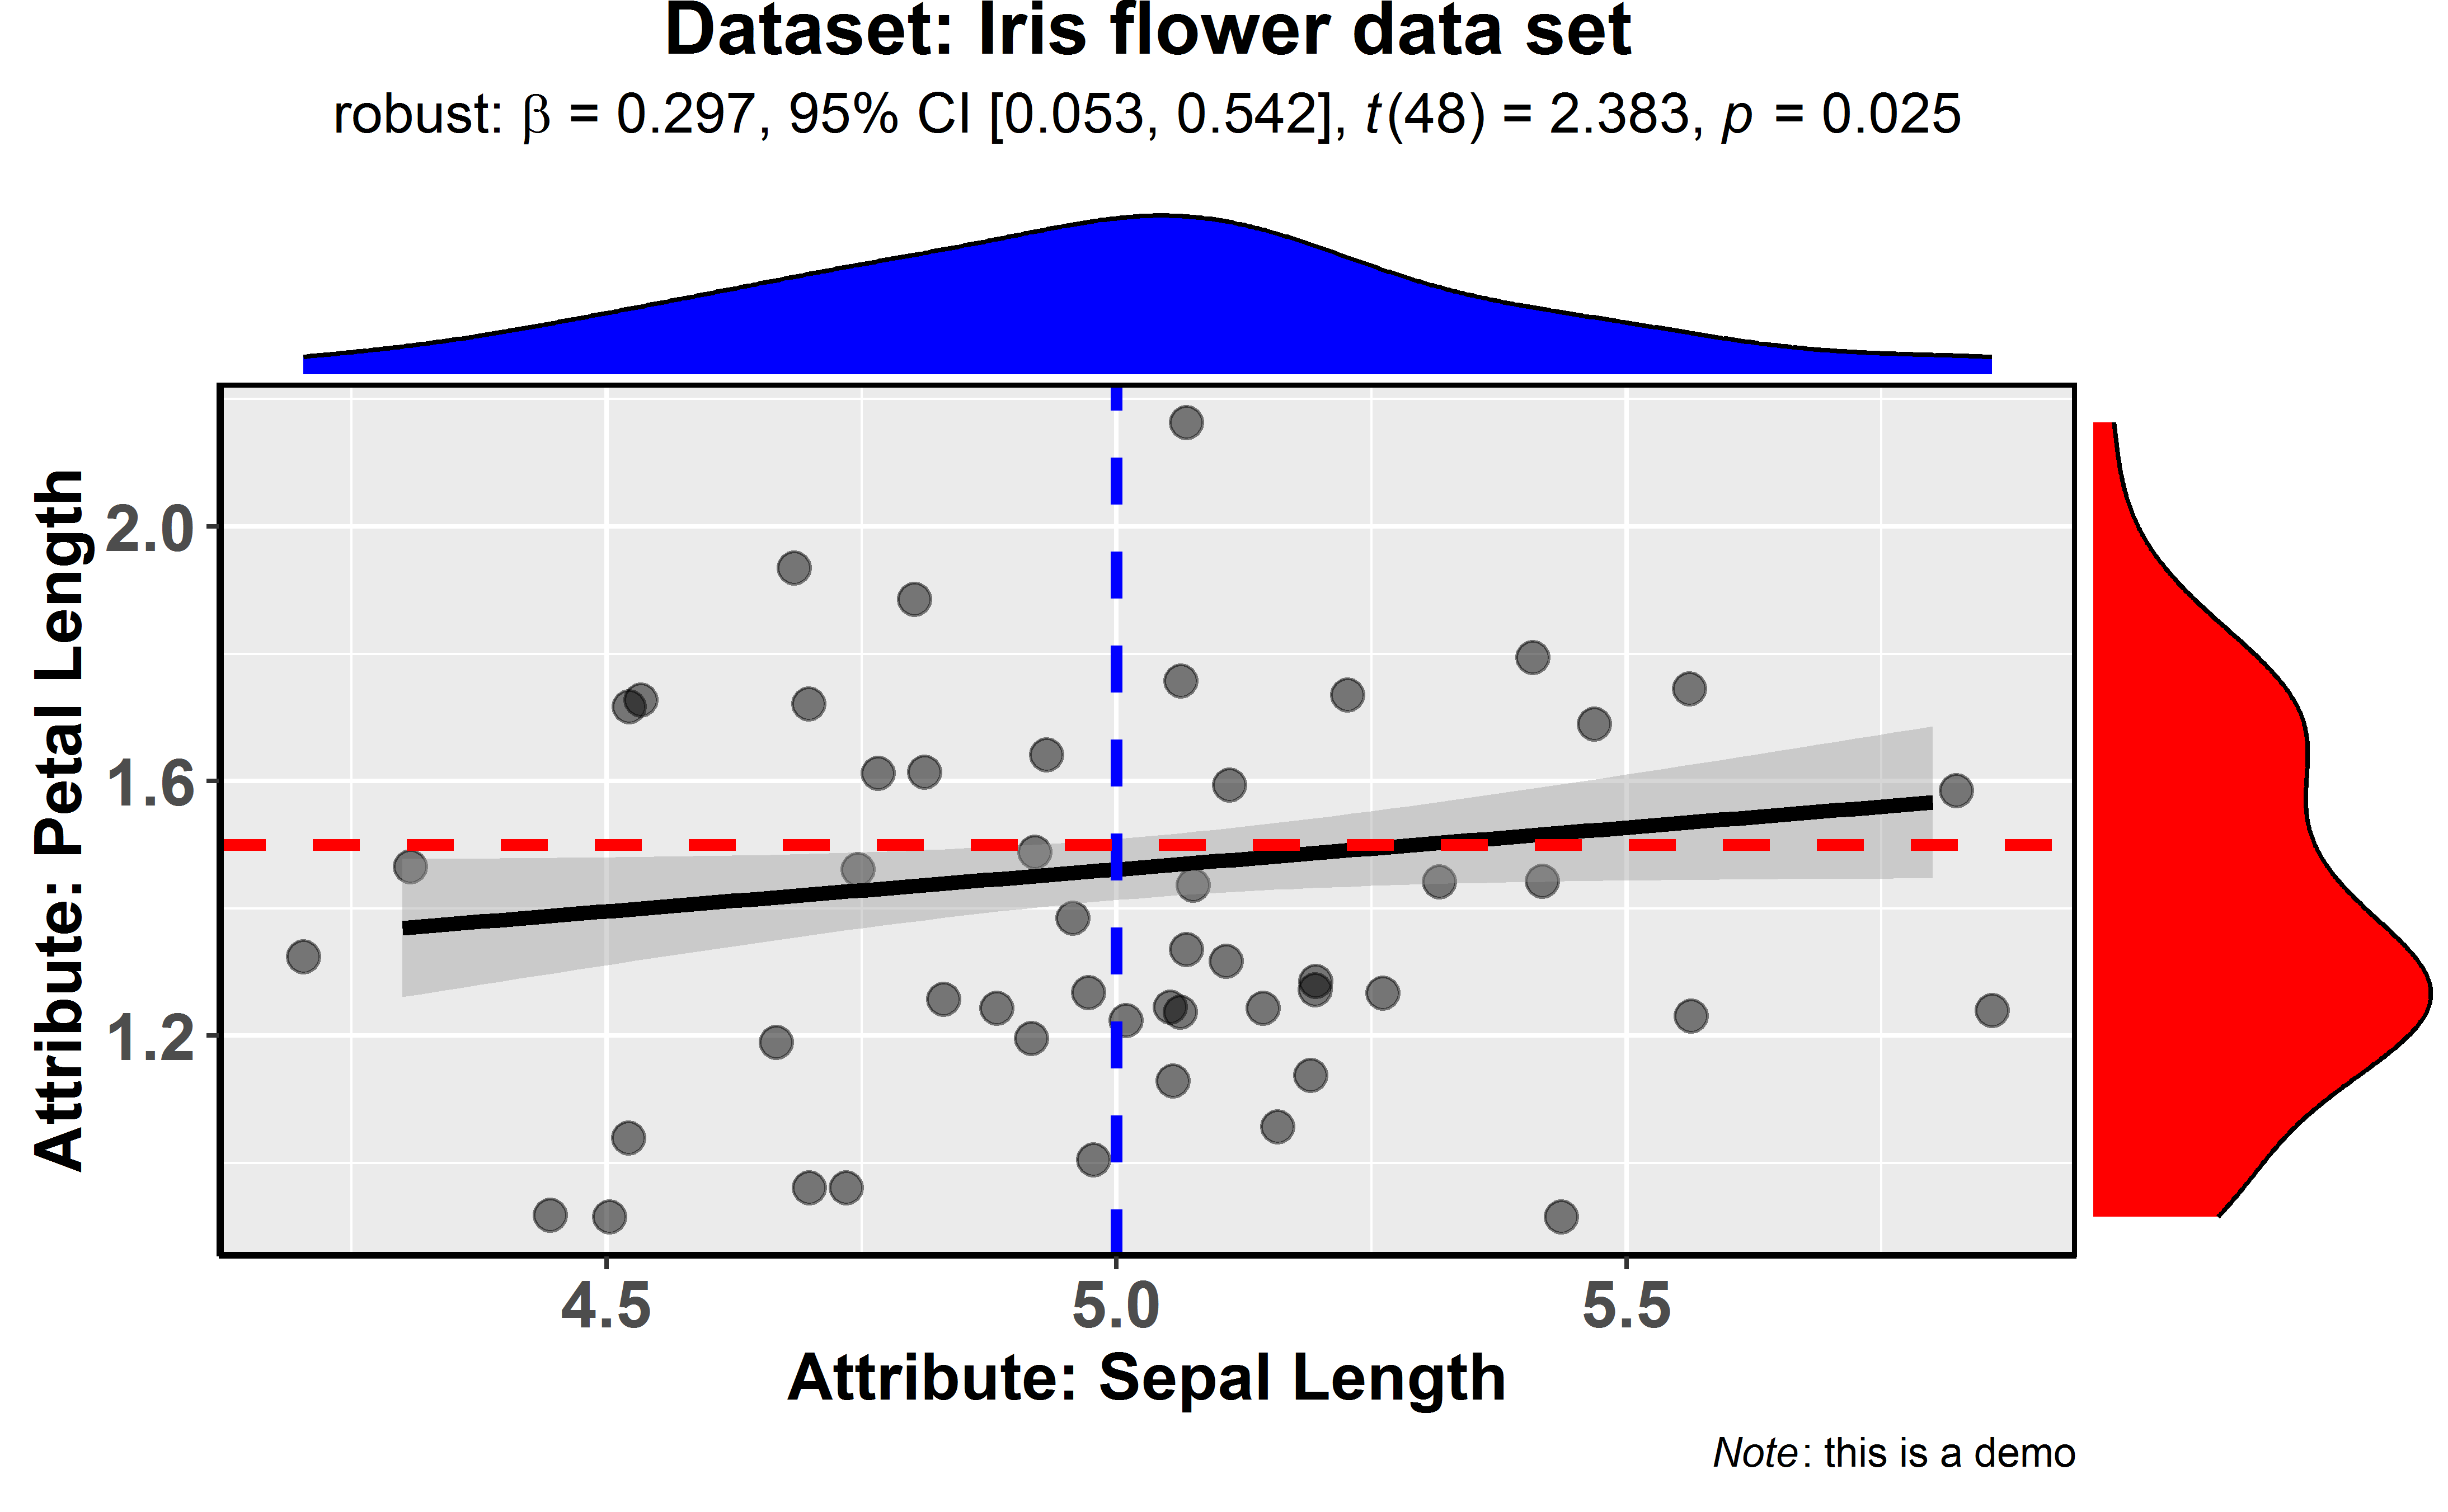 Dataset: Iris flower data set
robust: β = 0.297, 95% CI [0.053, 0.542], t(48) = 2.383, p = 0.025
Attribute: Petal Length
2.0
1.6
1.2
4.5 5.0 5.5
Attribute: Sepal Length
Note: this is a demo